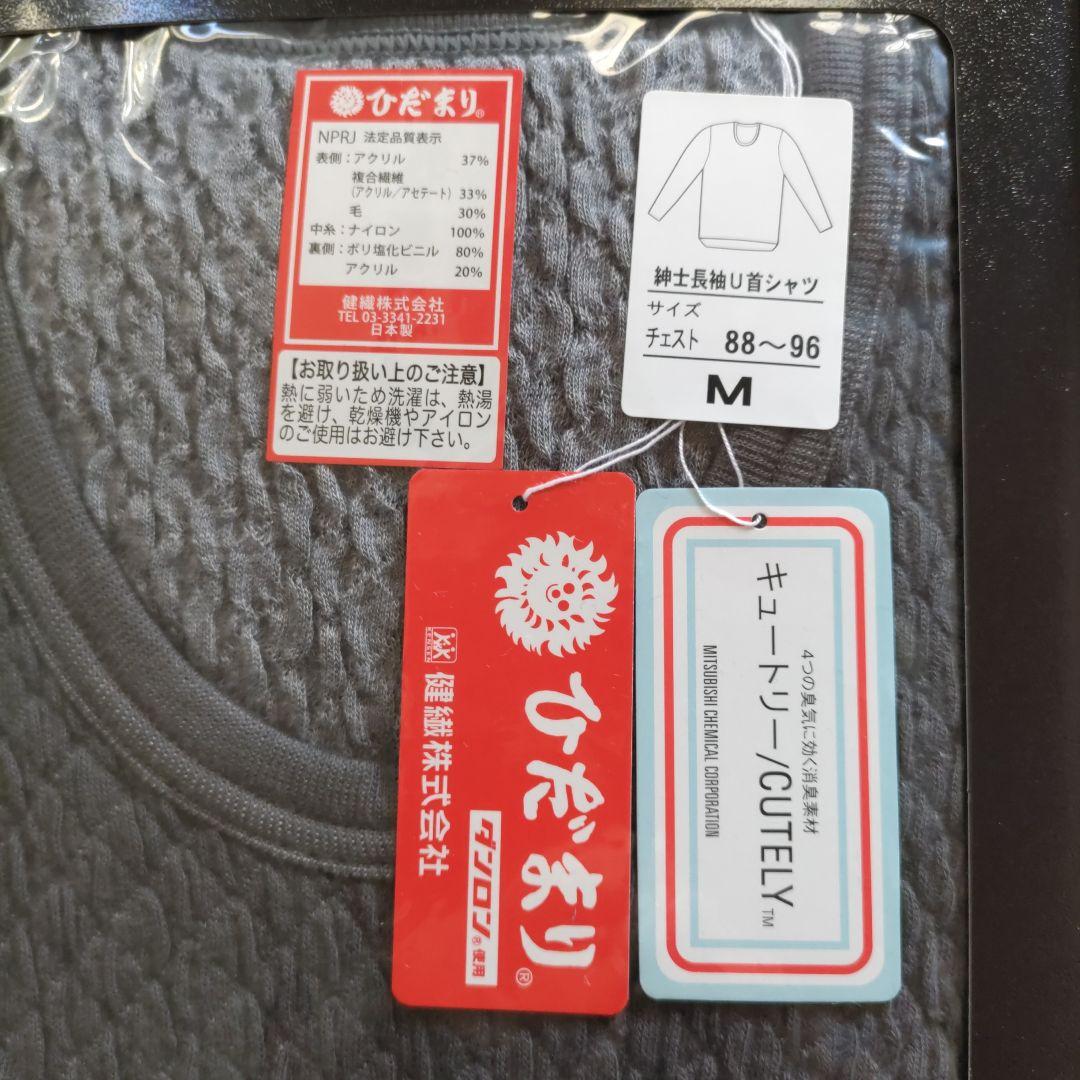 ひだまり®
NPRJ 法定品質表示
表側：アクリル 37%
複合繊維
(アクリル／アセテート) 33%
毛 30%
中糸：ナイロン 100%
裏側：ポリ塩化ビニル 80%
アクリル 20%
健繊株式会社
TEL 03-3341-2231
日本製
【お取り扱い上のご注意】
熱に弱いため洗濯は、熱湯
を避け、乾燥機やアイロン
のご使用はお避け下さい。
紳士長袖U首シャツ
サイズ
チェスト 88～96
M
ひだまり®
KENSEN
健繊株式会社
ダンロン®使用
4つの臭気に効く消臭素材
キュートリー/CUTELY™
MITSUBISHI CHEMICAL CORPORATION